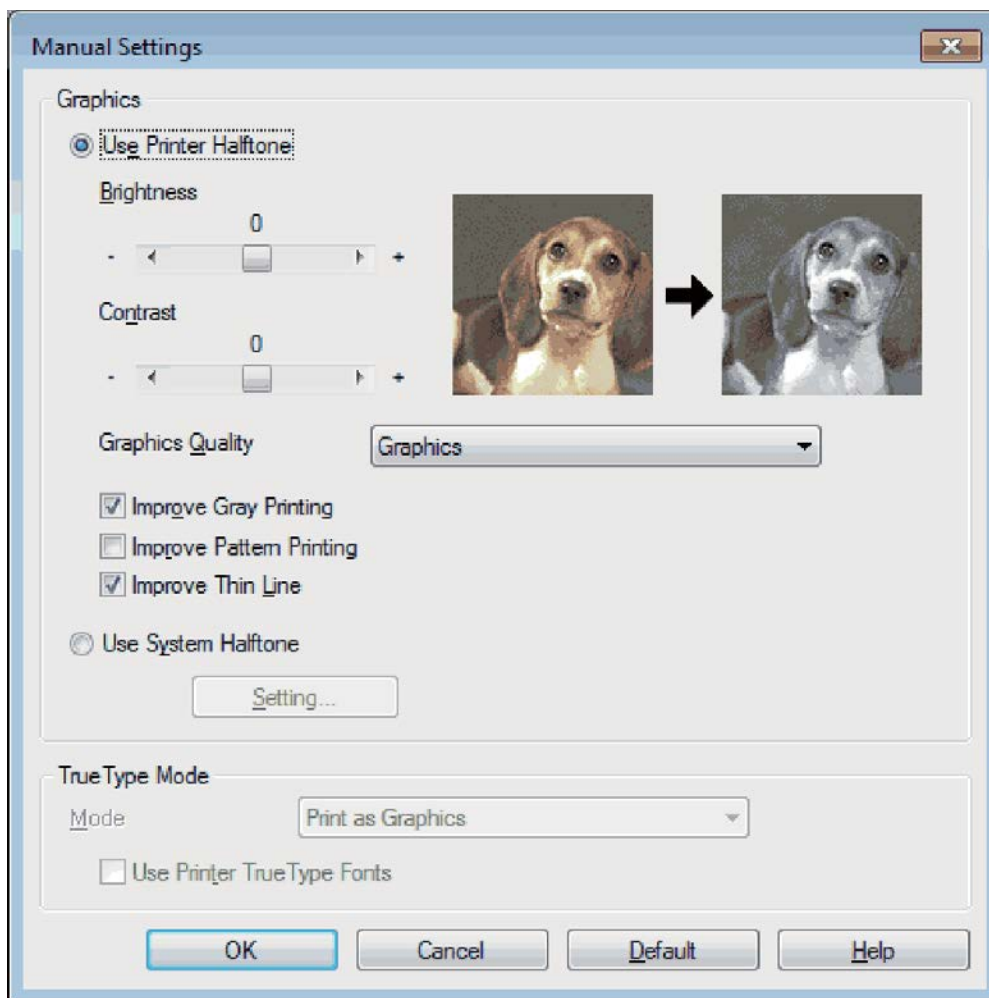 Manual Settings
Graphics
Use Printer Halftone
Brightness
0
- +
Contrast
0
- +
Graphics Quality Graphics
Improve Gray Printing
Improve Pattern Printing
Improve Thin Line
Use System Halftone
Setting...
TrueType Mode
Mode Print as Graphics
Use Printer TrueType Fonts
OK Cancel Default Help